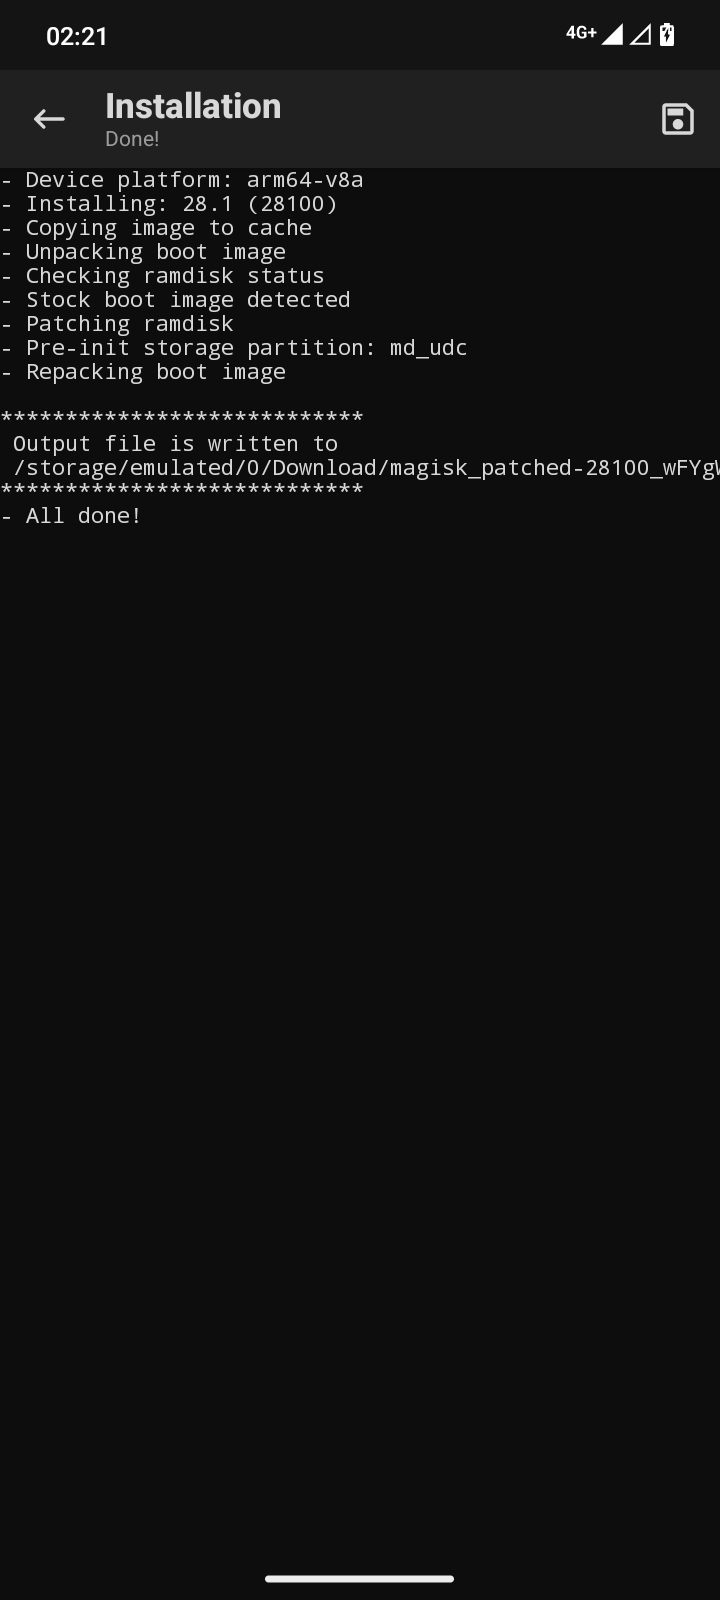 02:21
4G+
Installation
Done!
- Device platform: arm64-v8a
- Installing: 28.1 (28100)
- Copying image to cache
- Unpacking boot image
- Checking ramdisk status
- Stock boot image detected
- Patching ramdisk
- Pre-init storage partition: md_udc
- Repacking boot image
****************************
Output file is written to
/storage/emulated/0/Download/magisk_patched-28100_wFYgW
****************************
- All done!